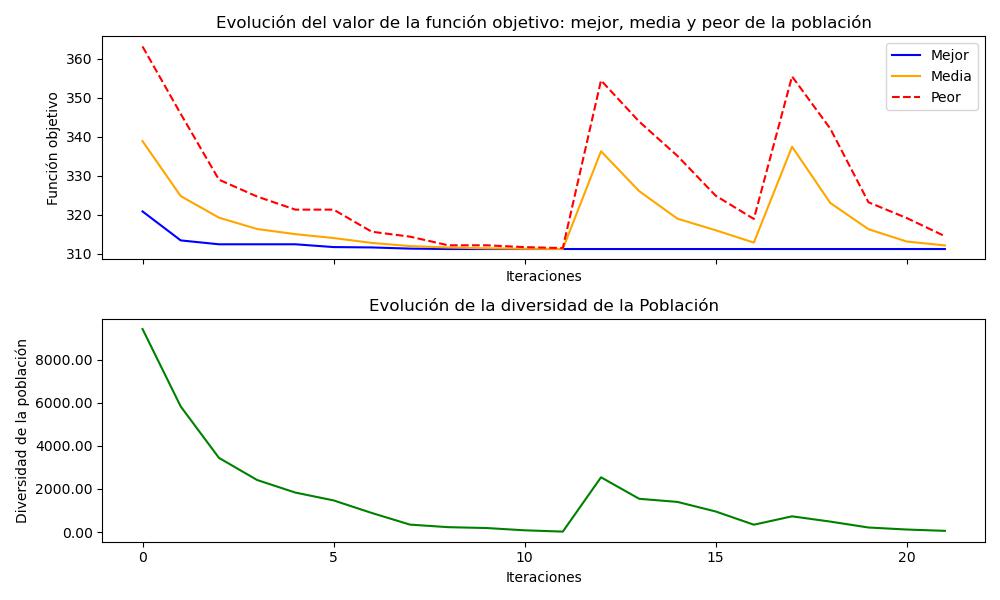 Evolución del valor de la función objetivo: mejor, media y peor de la población
Función objetivo
360
350
340
330
320
310
Mejor
Media
Peor
Iteraciones
Evolución de la diversidad de la Población
Diversidad de la población
8000.00
6000.00
4000.00
2000.00
0.00
0
5
10
15
20
Iteraciones